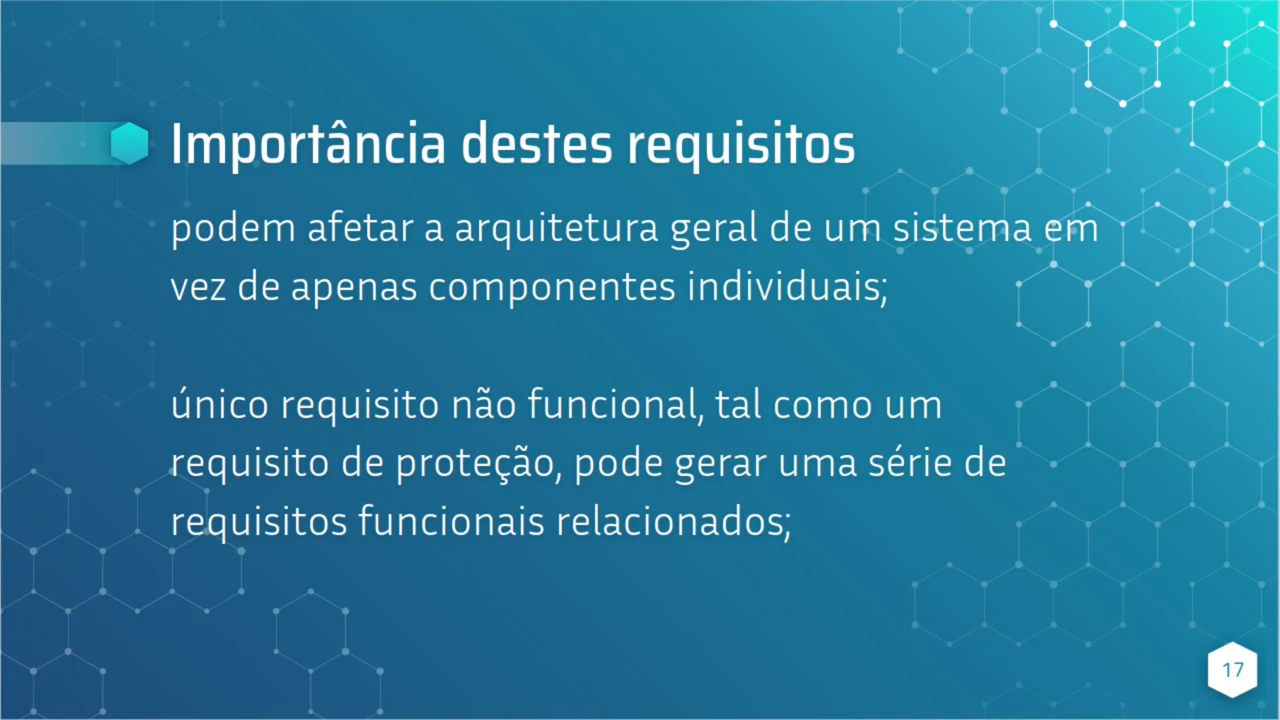 Importância destes requisitos
podem afetar a arquitetura geral de um sistema em
vez de apenas componentes individuais;
único requisito não funcional, tal como um
requisito de proteção, pode gerar uma série de
requisitos funcionais relacionados;
17